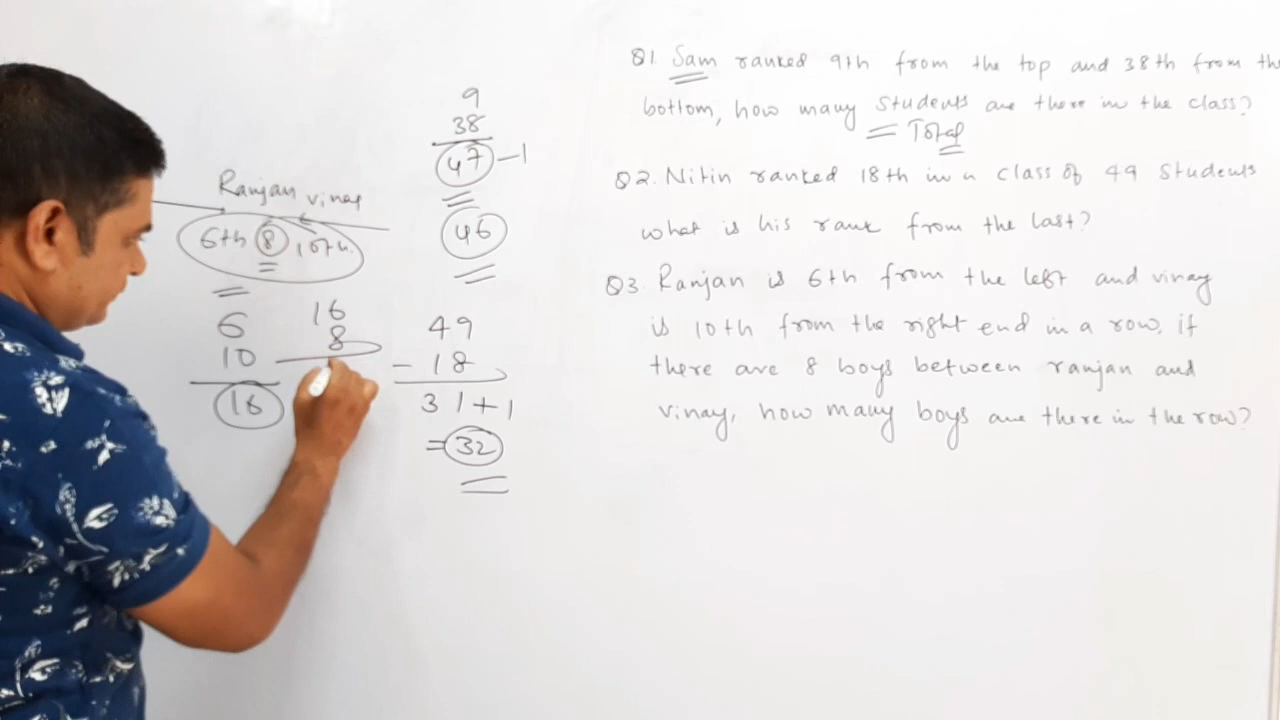 Q1. Sam ranked 9th from the top and 38th from the
bottom, how many students are there in the class?
= Total
Q2. Nitin ranked 18th in a class of 49 students
what is his rank from the last?
Q3. Ranjan is 6th from the left and vinay
is 10th from the right end in a row, if
there are 8 boys between ranjan and
vinay, how many boys are there in the row?
9
38
47 -1
46
Ranjan vinay
6th 8 10th
6
10
16
16
8
49
- 18
31+1
= 32